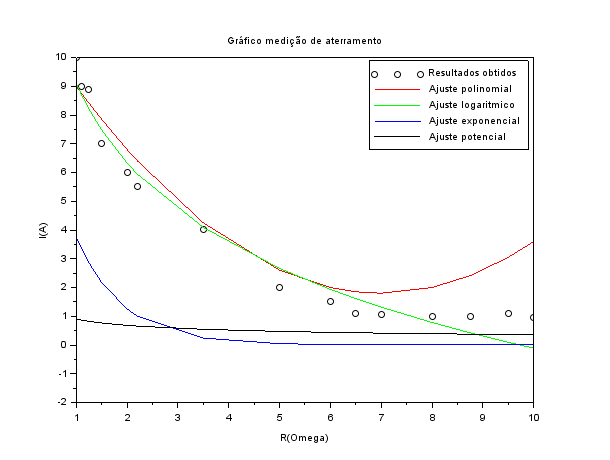 Gráfico medição de aterramento
I(A)
10
9
8
7
6
5
4
3
2
1
0
-1
-2
1
2
3
4
5
6
7
8
9
10
R(Omega)
Resultados obtidos
Ajuste polinomial
Ajuste logaritmico
Ajuste exponencial
Ajuste potencial